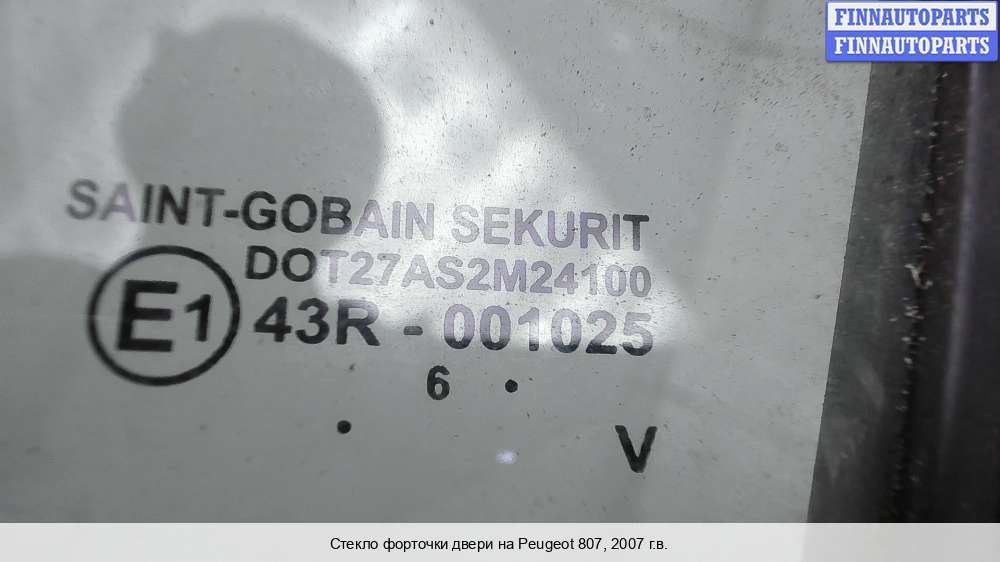 FINNAUTOPARTS
FINNAUTOPARTS
SAINT-GOBAIN SEKURIT
DOT27AS2M24100
E1 43R - 001025
6 .
.
V
Стекло форточки двери на Peugeot 807, 2007 г.в.